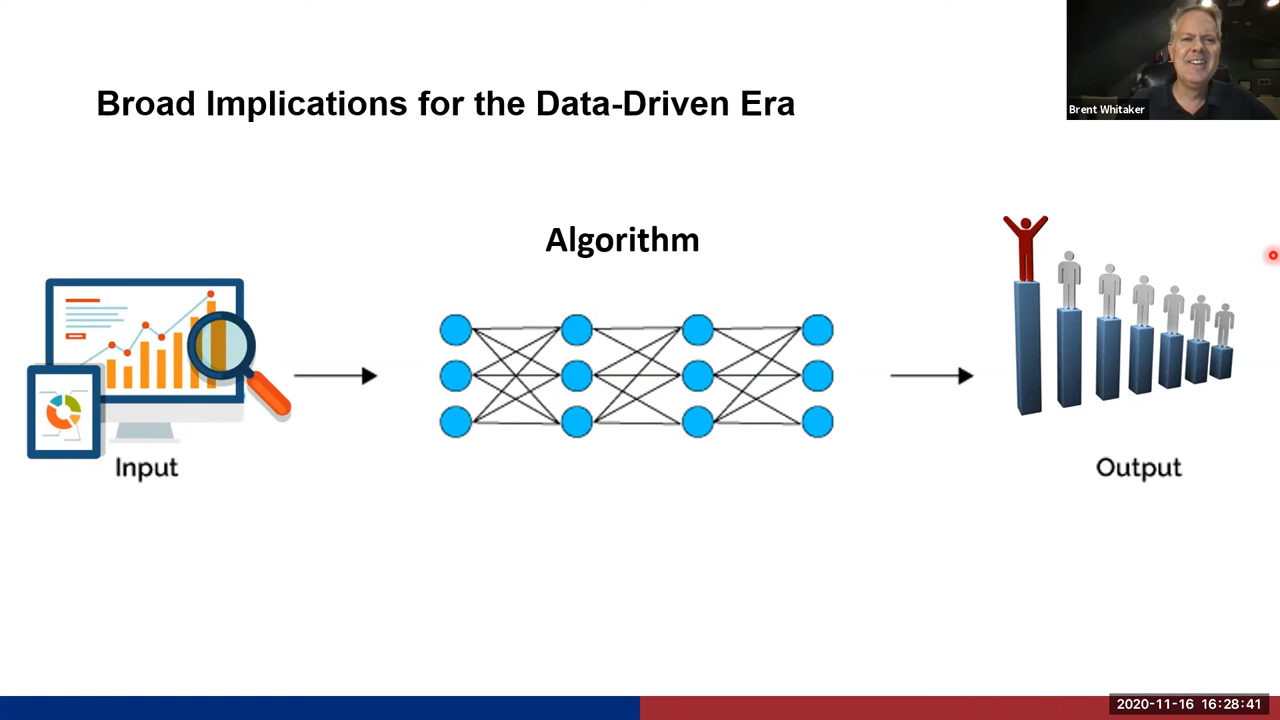 Broad Implications for the Data-Driven Era
Brent Whitaker
Algorithm
Input
Output
2020-11-16 16:28:41